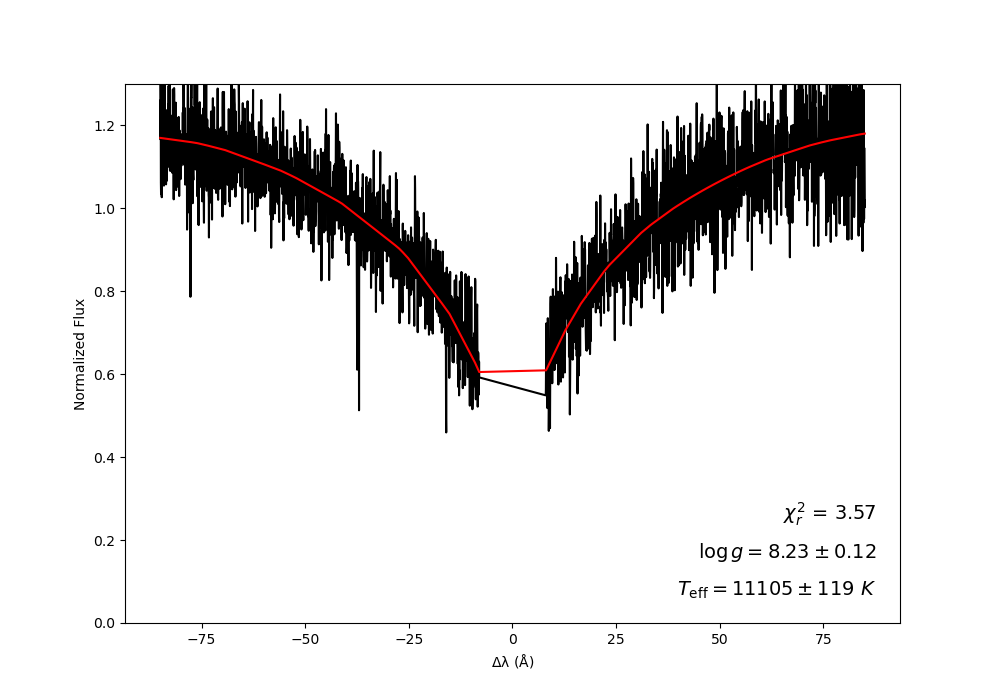 1.2
1.0
0.8
0.6
0.4
0.2
0.0
Normalized Flux
χ²ᵣ = 3.57
log g = 8.23 ± 0.12
T_eff = 11105 ± 119 K
−75 −50 −25 0 25 50 75
Δλ (Å)